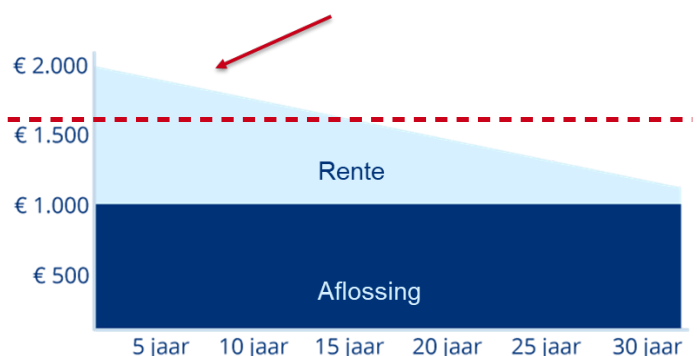 € 2.000
€ 1.500
Rente
€ 1.000
€ 500
Aflossing
5 jaar 10 jaar 15 jaar 20 jaar 25 jaar 30 jaar